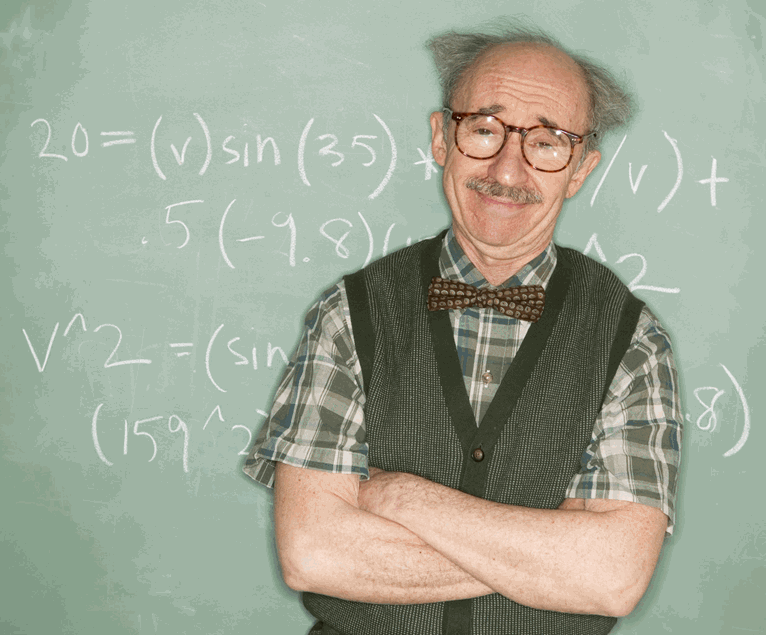 20=(v)sin(35)* /v)+
.5(-9.8)( ^2
v^2 =(sin
(159^2 .8)